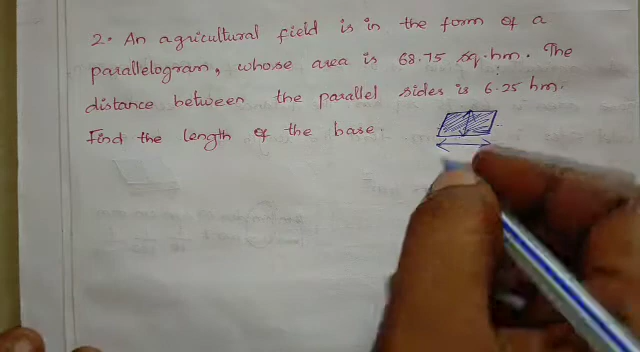 2. An agricultural field is in the form of a
parallelogram, whose area is 68.75 sq.hm. The
distance between the parallel sides is 6.25 hm.
Find the length of the base.